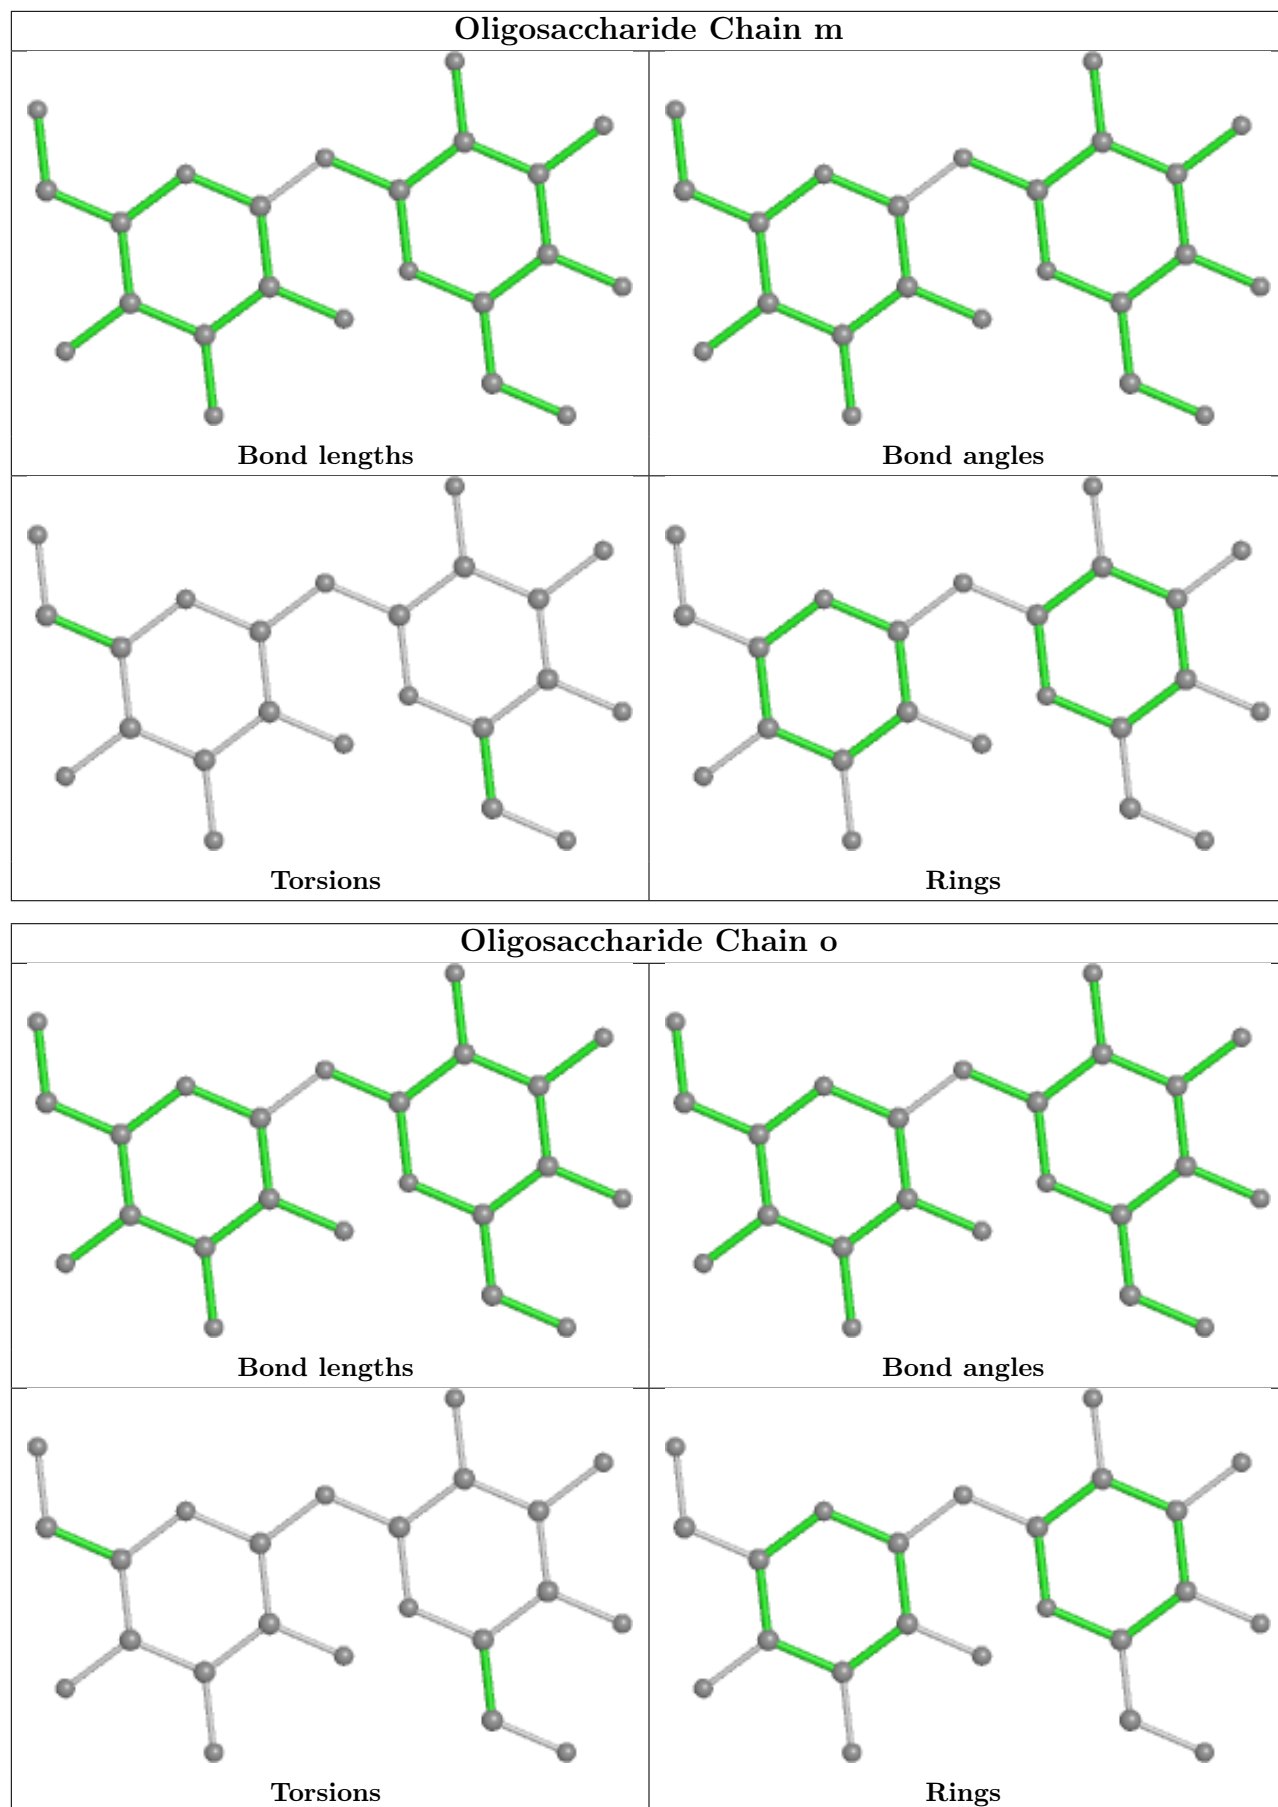 Oligosaccharide Chain m
Bond lengths
Bond angles
Torsions
Rings
Oligosaccharide Chain o
Bond lengths
Bond angles
Torsions
Rings